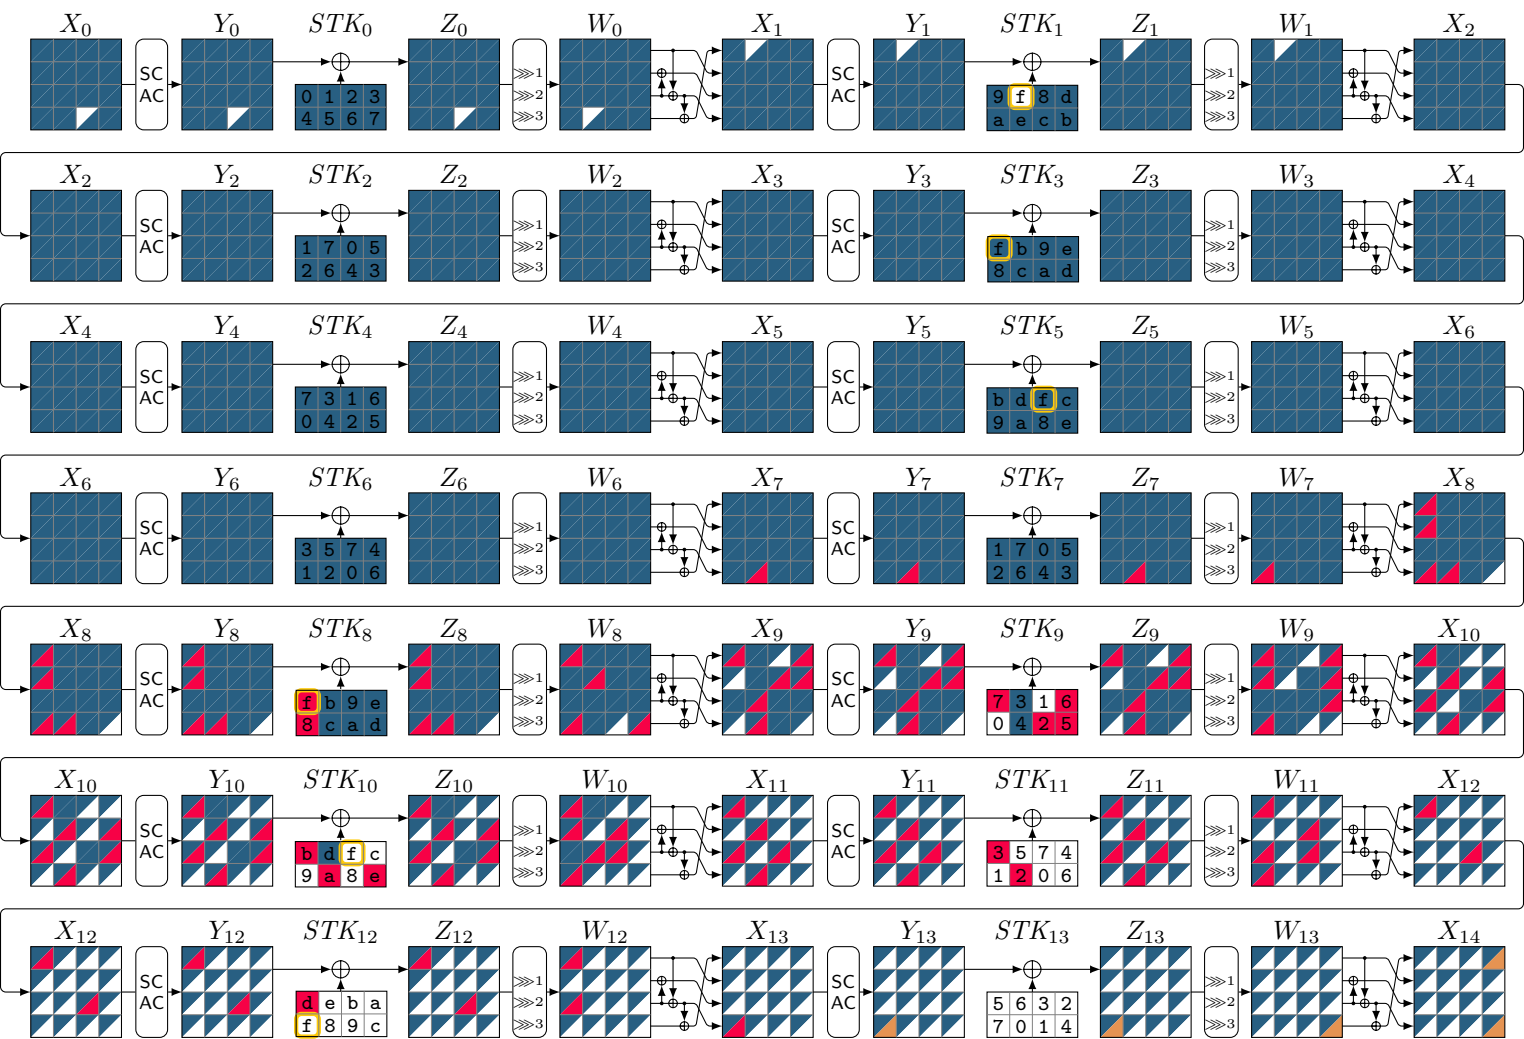 X0 Y0 STK0 Z0 W0 X1 Y1 STK1 Z1 W1 X2
SC AC ⋙1 ⋙2 ⋙3 SC AC ⋙1 ⋙2 ⋙3
0 1 2 3 9 f 8 d
4 5 6 7 a e c b
X2 Y2 STK2 Z2 W2 X3 Y3 STK3 Z3 W3 X4
SC AC ⋙1 ⋙2 ⋙3 SC AC ⋙1 ⋙2 ⋙3
1 7 0 5 f b 9 e
2 6 4 3 8 c a d
X4 Y4 STK4 Z4 W4 X5 Y5 STK5 Z5 W5 X6
SC AC ⋙1 ⋙2 ⋙3 SC AC ⋙1 ⋙2 ⋙3
7 3 1 6 b d f c
0 4 2 5 9 a 8 e
X6 Y6 STK6 Z6 W6 X7 Y7 STK7 Z7 W7 X8
SC AC ⋙1 ⋙2 ⋙3 SC AC ⋙1 ⋙2 ⋙3
3 5 7 4 1 7 0 5
1 2 0 6 2 6 4 3
X8 Y8 STK8 Z8 W8 X9 Y9 STK9 Z9 W9 X10
SC AC ⋙1 ⋙2 ⋙3 SC AC ⋙1 ⋙2 ⋙3
f b 9 e 7 3 1 6
8 c a d 0 4 2 5
X10 Y10 STK10 Z10 W10 X11 Y11 STK11 Z11 W11 X12
SC AC ⋙1 ⋙2 ⋙3 SC AC ⋙1 ⋙2 ⋙3
b d f c 3 5 7 4
9 a 8 e 1 2 0 6
X12 Y12 STK12 Z12 W12 X13 Y13 STK13 Z13 W13 X14
SC AC ⋙1 ⋙2 ⋙3 SC AC ⋙1 ⋙2 ⋙3
d e b a 5 6 3 2
f 8 9 c 7 0 1 4